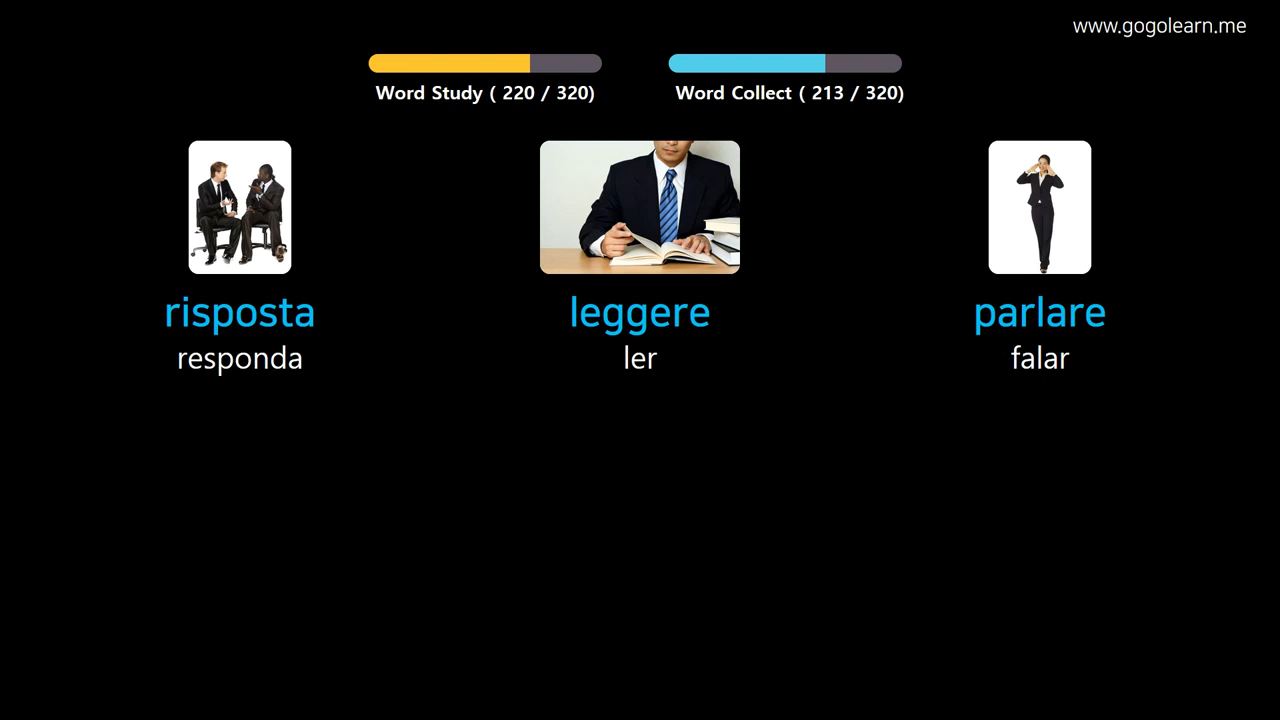 www.gogolearn.me
Word Study ( 220 / 320)
Word Collect ( 213 / 320)
risposta
responda
leggere
ler
parlare
falar